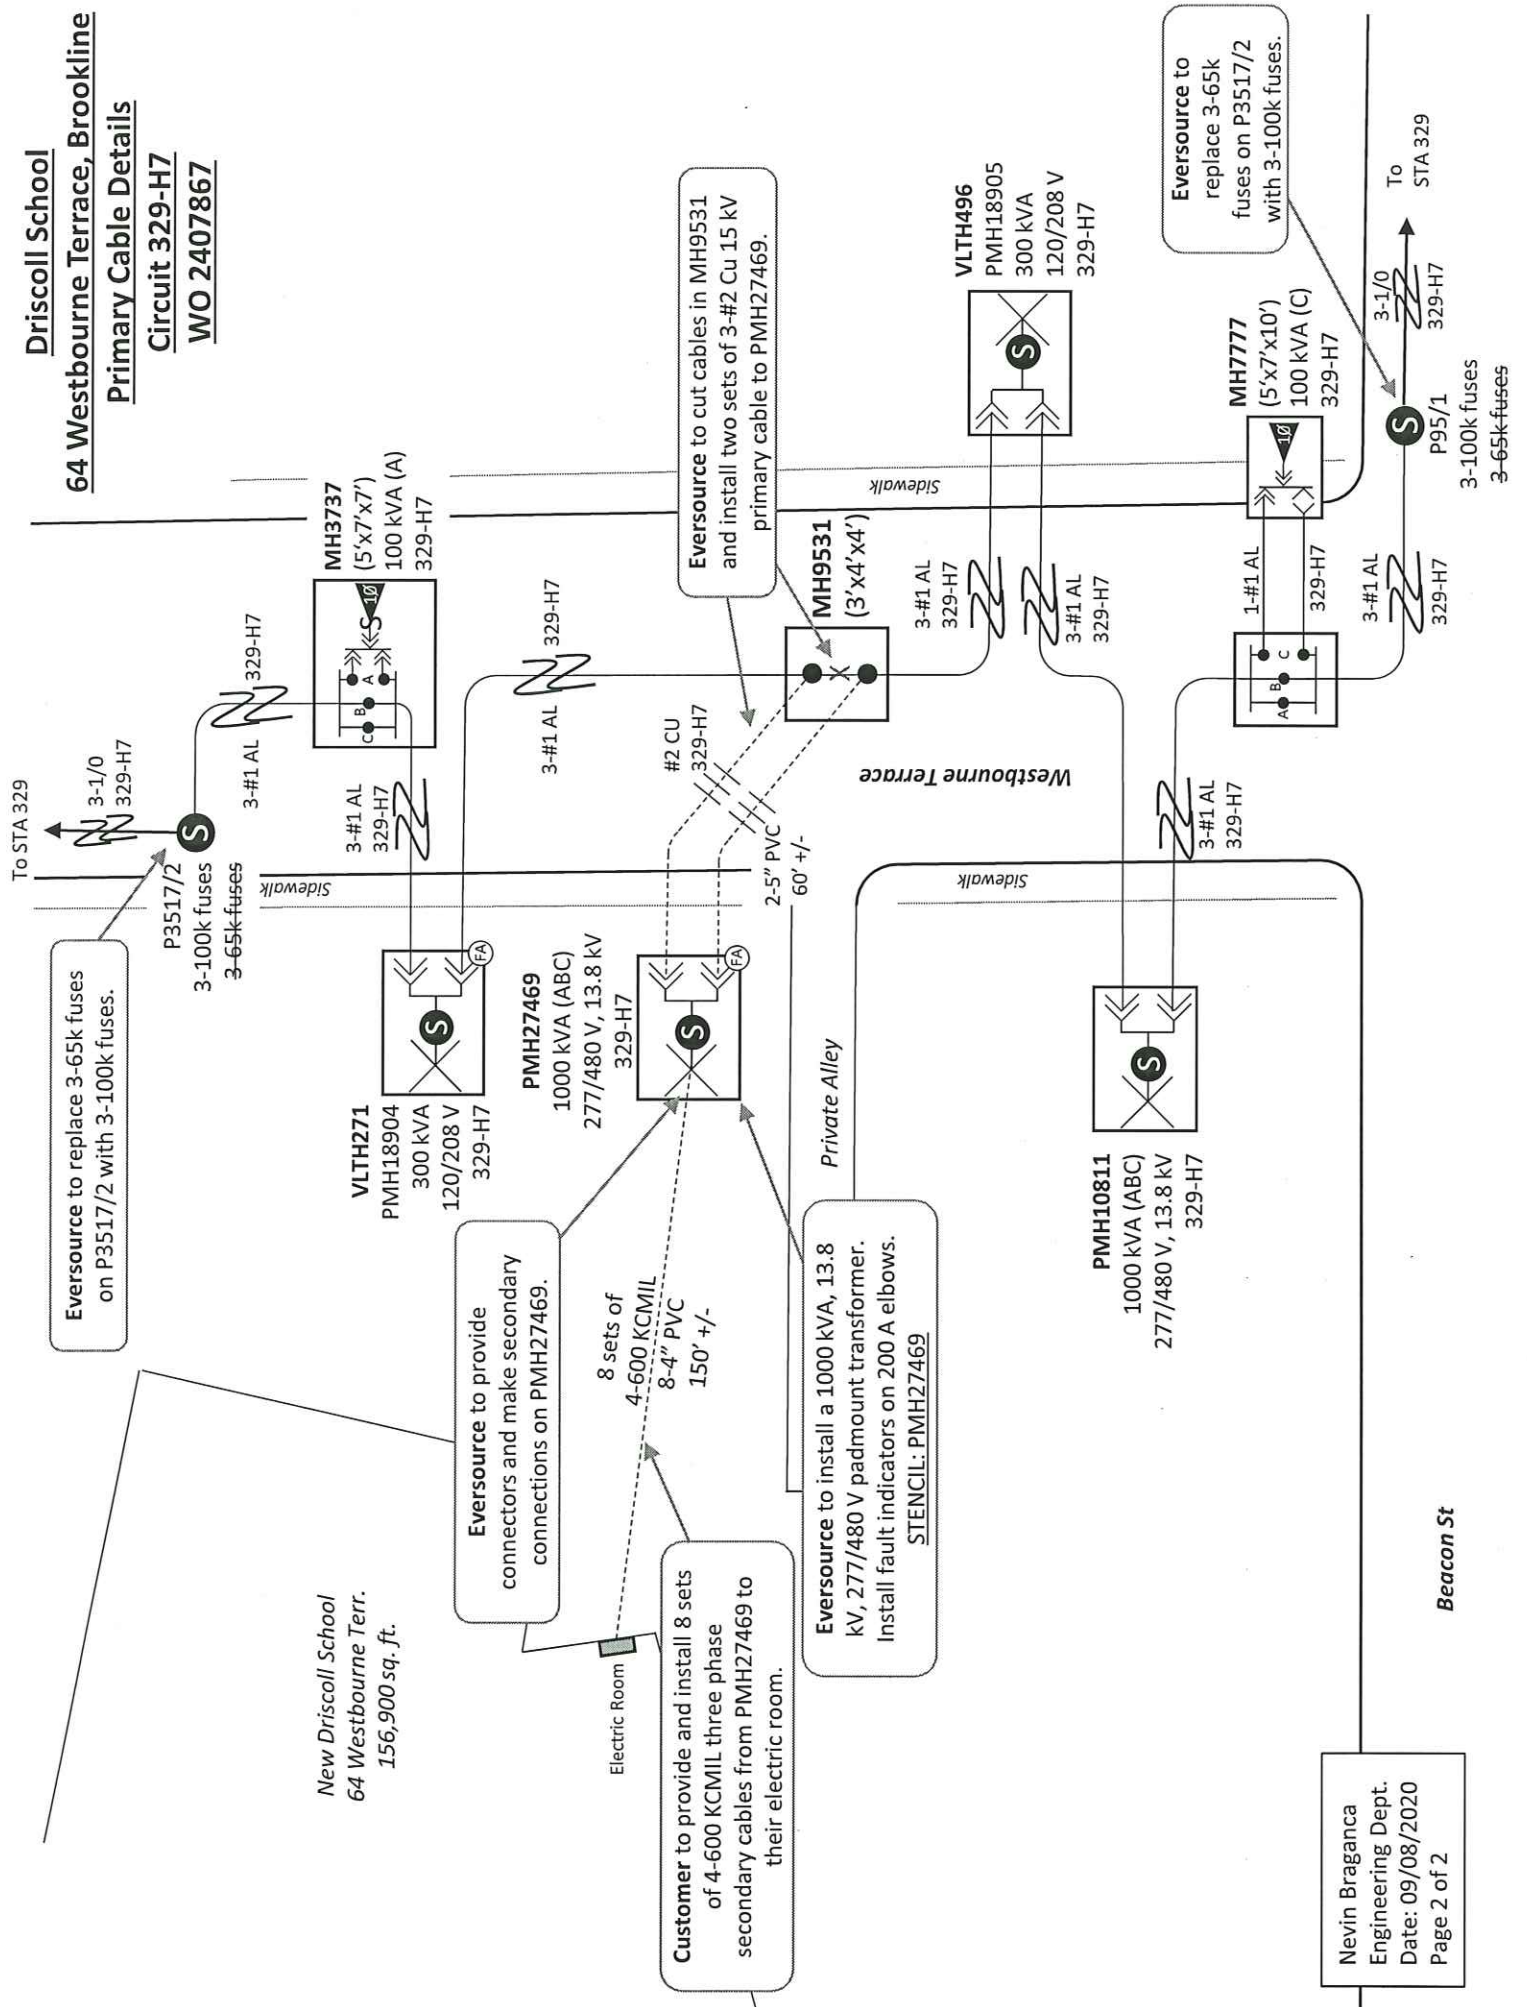 Driscoll School
64 Westbourne Terrace, Brookline
Primary Cable Details
Circuit 329-H7
WO 2407867
To STA 329
3-1/0
329-H7
Eversource to replace 3-65k fuses
on P3517/2 with 3-100k fuses.
P3517/2
3-100k fuses
3-65k fuses
S
3-#1 AL
329-H7
Sidewalk
MH3737
(5'x7'x7')
100 kVA (A)
329-H7
C
B
A
S
1Ø
3-#1 AL
329-H7
VLTH271
PMH18904
300 kVA
120/208 V
329-H7
S
FA
3-#1 AL
329-H7
New Driscoll School
64 Westbourne Terr.
156,900 sq. ft.
Eversource to provide
connectors and make secondary
connections on PMH27469.
PMH27469
1000 kVA (ABC)
277/480 V, 13.8 kV
329-H7
S
FA
#2 CU
329-H7
2-5" PVC
60' +/-
Eversource to cut cables in MH9531
and install two sets of 3-#2 Cu 15 kV
primary cable to PMH27469.
MH9531
(3'x4'x4')
X
Electric Room
8 sets of
4-600 KCMIL
8-4" PVC
150' +/-
Customer to provide and install 8 sets
of 4-600 KCMIL three phase
secondary cables from PMH27469 to
their electric room.
Eversource to install a 1000 kVA, 13.8
kV, 277/480 V padmount transformer.
Install fault indicators on 200 A elbows.
STENCIL: PMH27469
Private Alley
Westbourne Terrace
Sidewalk
Sidewalk
3-#1 AL
329-H7
3-#1 AL
329-H7
VLTH496
PMH18905
300 kVA
120/208 V
329-H7
S
PMH10811
1000 kVA (ABC)
277/480 V, 13.8 kV
329-H7
S
3-#1 AL
329-H7
A
B
C
1-#1 AL
329-H7
MH7777
(5'x7'x10')
100 kVA (C)
329-H7
1Ø
3-#1 AL
329-H7
S
P95/1
3-100k fuses
3-65k fuses
3-1/0
329-H7
To
STA 329
Eversource to
replace 3-65k
fuses on P3517/2
with 3-100k fuses.
Beacon St
Nevin Braganca
Engineering Dept.
Date: 09/08/2020
Page 2 of 2